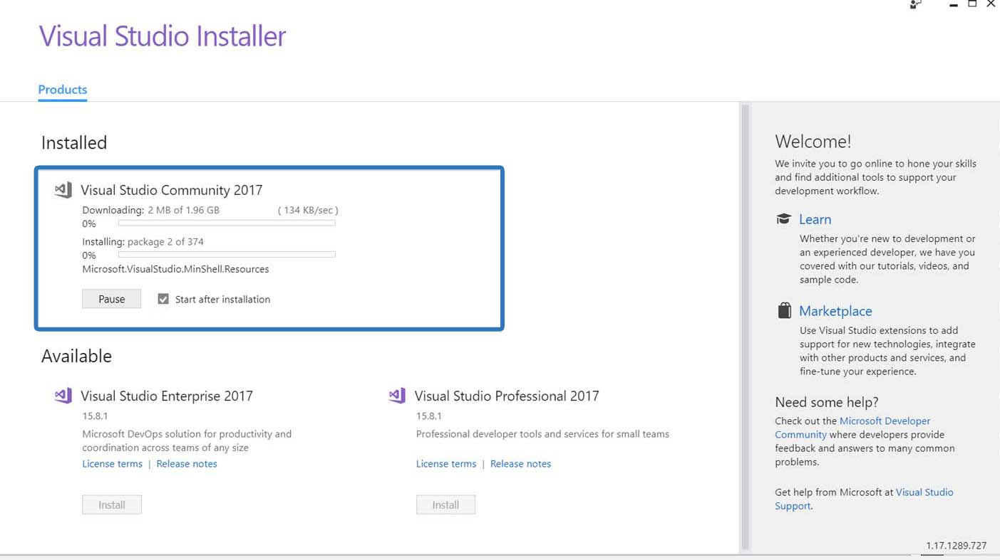 Visual Studio Installer
Products
Installed
Visual Studio Community 2017
Downloading: 2 MB of 1.96 GB ( 134 KB/sec )
0%
Installing: package 2 of 374
0%
Microsoft.VisualStudio.MinShell.Resources
Pause Start after installation
Available
Visual Studio Enterprise 2017
15.8.1
Microsoft DevOps solution for productivity and
coordination across teams of any size
License terms | Release notes
Install
Visual Studio Professional 2017
15.8.1
Professional developer tools and services for small teams
License terms | Release notes
Install
Welcome!
We invite you to go online to hone your skills
and find additional tools to support your
development workflow.
Learn
Whether you're new to development or
an experienced developer, we have you
covered with our tutorials, videos, and
sample code.
Marketplace
Use Visual Studio extensions to add
support for new technologies, integrate
with other products and services, and
fine-tune your experience.
Need some help?
Check out the Microsoft Developer
Community where developers provide
feedback and answers to many common
problems.
Get help from Microsoft at Visual Studio
Support.
1.17.1289.727